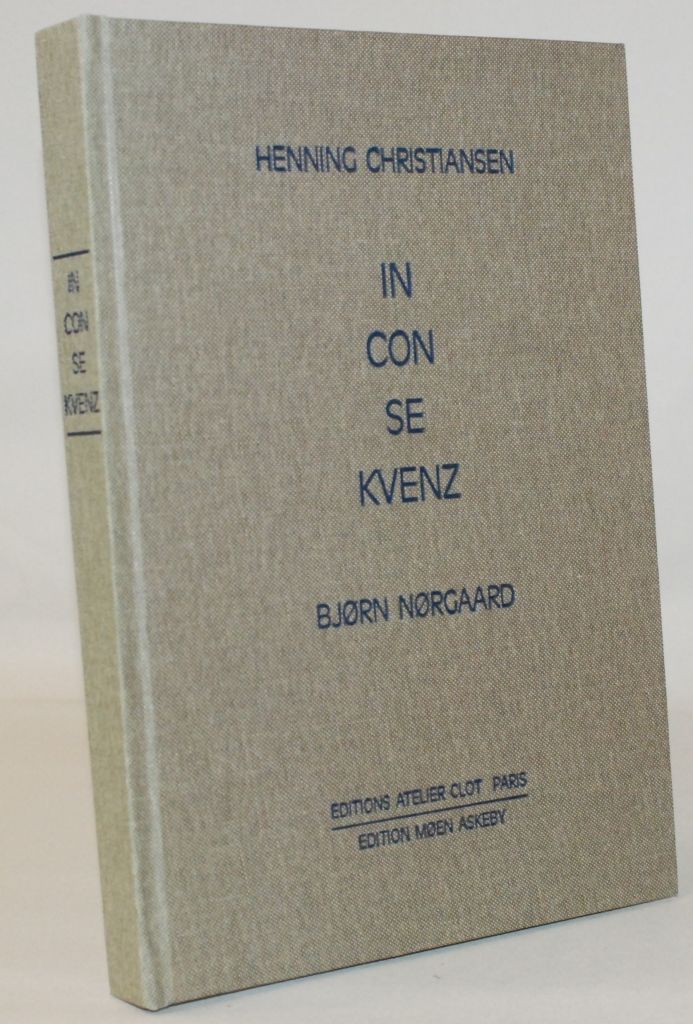 HENNING CHRISTIANSEN
IN
CON
SE
KVENZ
BJØRN NØRGAARD
EDITIONS ATELIER CLOT PARIS
EDITION MØEN ASKEBY
IN
CON
SE
KVENZ